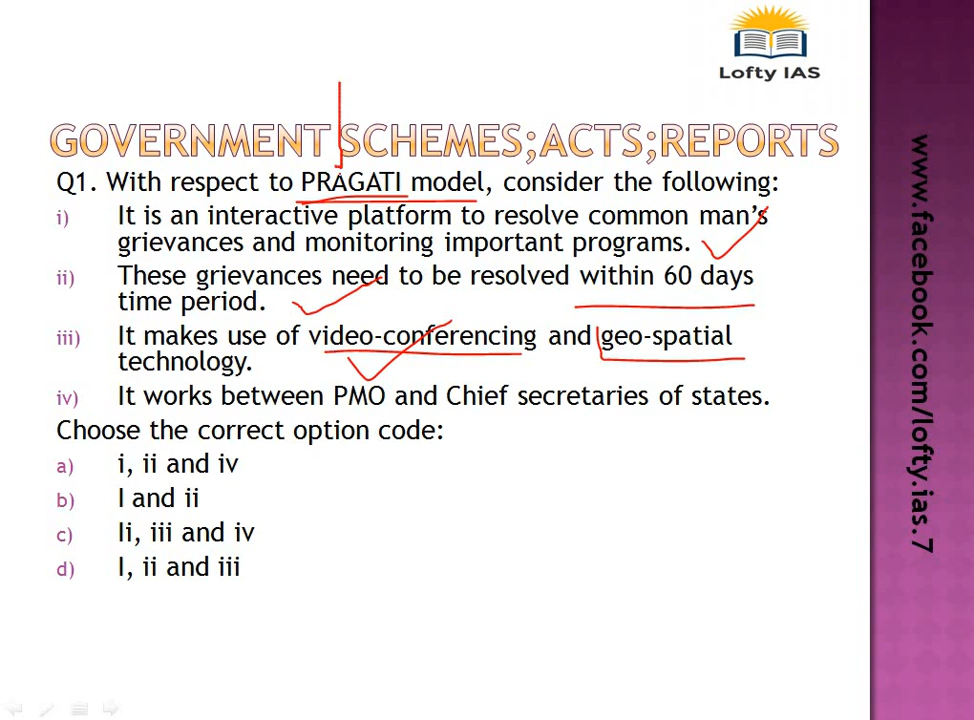 Lofty IAS
GOVERNMENT SCHEMES;ACTS;REPORTS
Q1. With respect to PRAGATI model, consider the following:
i) It is an interactive platform to resolve common man's
grievances and monitoring important programs.
ii) These grievances need to be resolved within 60 days
time period.
iii) It makes use of video-conferencing and geo-spatial
technology.
iv) It works between PMO and Chief secretaries of states.
Choose the correct option code:
a) i, ii and iv
b) I and ii
c) Ii, iii and iv
d) I, ii and iii
www.facebook.com/lofty.ias.7